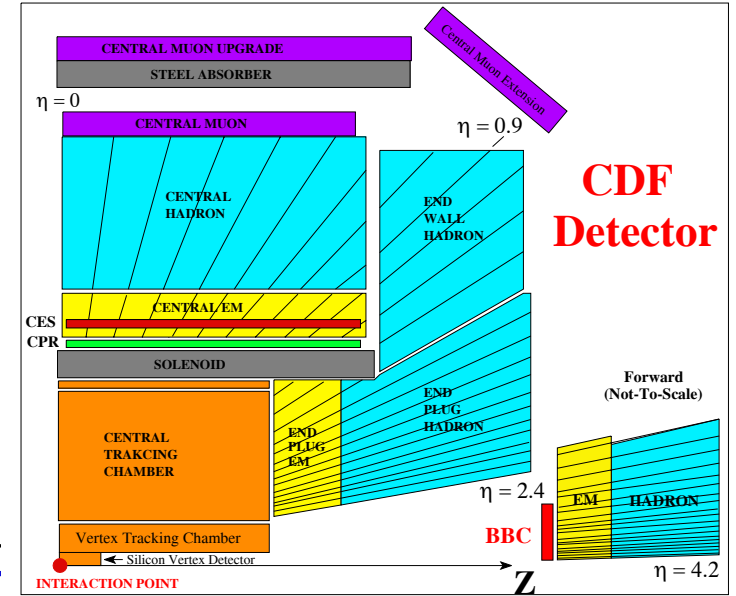 CENTRAL MUON UPGRADE
STEEL ABSORBER
Central Muon Extension
η = 0
CENTRAL MUON
η = 0.9
CENTRAL
HADRON
END
WALL
HADRON
CDF
Detector
CENTRAL EM
CES
CPR
SOLENOID
Forward
(Not-To-Scale)
CENTRAL
TRAKCING
CHAMBER
END
PLUG
EM
END
PLUG
HADRON
η = 2.4
EM
HADRON
BBC
Vertex Tracking Chamber
Silicon Vertex Detector
INTERACTION POINT
Z
η = 4.2